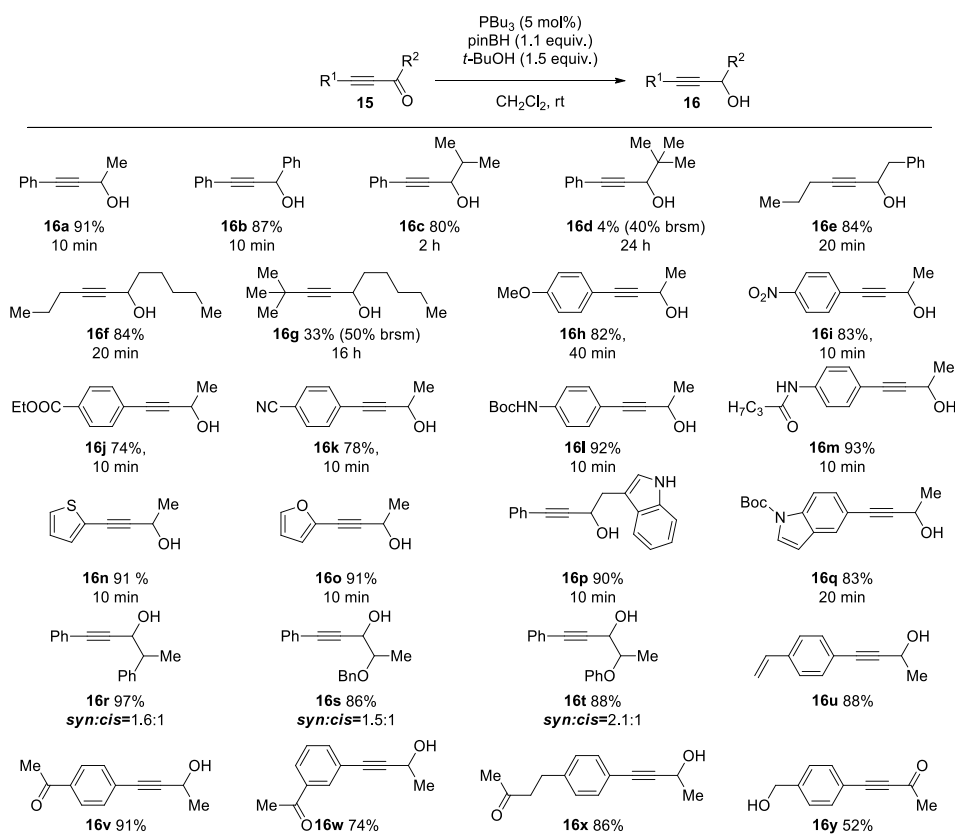 PBu3 (5 mol%)
pinBH (1.1 equiv.)
t-BuOH (1.5 equiv.)
CH2Cl2, rt
R1 R2 O
15
R1 R2 OH
16
Ph Me OH
16a 91%
10 min
Ph Ph OH
16b 87%
10 min
Ph Me Me OH
16c 80%
2 h
Ph Me Me Me OH
16d 4% (40% brsm)
24 h
Me Ph OH
16e 84%
20 min
Me OH Me
16f 84%
20 min
Me Me Me OH Me
16g 33% (50% brsm)
16 h
OMe Me OH
16h 82%,
40 min
NO2 Me OH
16i 83%,
10 min
EtOOC Me OH
16j 74%,
10 min
NC Me OH
16k 78%,
10 min
BocHN Me OH
16l 92%
10 min
HN H7C3 O Me OH
16m 93%
10 min
S Me OH
16n 91 %
10 min
O Me OH
16o 91%
10 min
Ph OH NH
16p 90%
10 min
Boc N Me OH
16q 83%
20 min
Ph OH Me Ph
16r 97%
syn:cis=1.6:1
Ph OH Me BnO
16s 86%
syn:cis=1.5:1
Ph OH Me PhO
16t 88%
syn:cis=2.1:1
OH Me
16u 88%
Me O OH Me
16v 91%
Me O OH Me
16w 74%
Me O OH Me
16x 86%
HO O Me
16y 52%